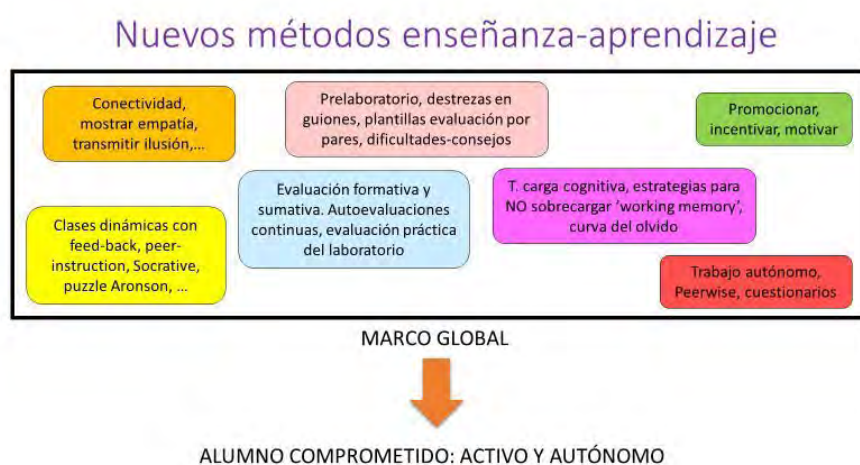 Nuevos métodos enseñanza-aprendizaje
Conectividad,
mostrar empatía,
transmitir ilusión,...
Prelaboratorio, destrezas en
guiones, plantillas evaluación por
pares, dificultades-consejos
Promocionar,
incentivar, motivar
Evaluación formativa y
sumativa. Autoevaluaciones
continuas, evaluación práctica
del laboratorio
T. carga cognitiva, estrategias para
NO sobrecargar 'working memory',
curva del olvido
Clases dinámicas con
feed-back, peer-
instruction, Socrative,
puzzle Aronson, ...
Trabajo autónomo,
Peerwise, cuestionarios
MARCO GLOBAL
ALUMNO COMPROMETIDO: ACTIVO Y AUTÓNOMO